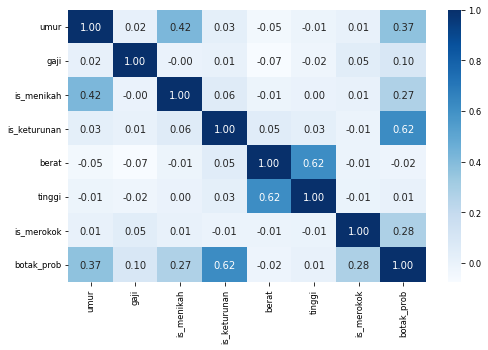 umur 1.00 0.02 0.42 0.03 -0.05 -0.01 0.01 0.37
gaji 0.02 1.00 -0.00 0.01 -0.07 -0.02 0.05 0.10
is_menikah 0.42 -0.00 1.00 0.06 -0.01 0.00 0.01 0.27
is_keturunan 0.03 0.01 0.06 1.00 0.05 0.03 -0.01 0.62
berat -0.05 -0.07 -0.01 0.05 1.00 0.62 -0.01 -0.02
tinggi -0.01 -0.02 0.00 0.03 0.62 1.00 -0.01 0.01
is_merokok 0.01 0.05 0.01 -0.01 -0.01 -0.01 1.00 0.28
botak_prob 0.37 0.10 0.27 0.62 -0.02 0.01 0.28 1.00
umur gaji is_menikah is_keturunan berat tinggi is_merokok botak_prob
1.0
0.8
0.6
0.4
0.2
0.0